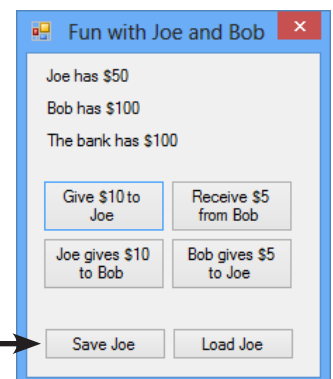 Fun with Joe and Bob
Joe has $50
Bob has $100
The bank has $100
Give $10 to
Joe
Receive $5
from Bob
Joe gives $10
to Bob
Bob gives $5
to Joe
Save Joe
Load Joe